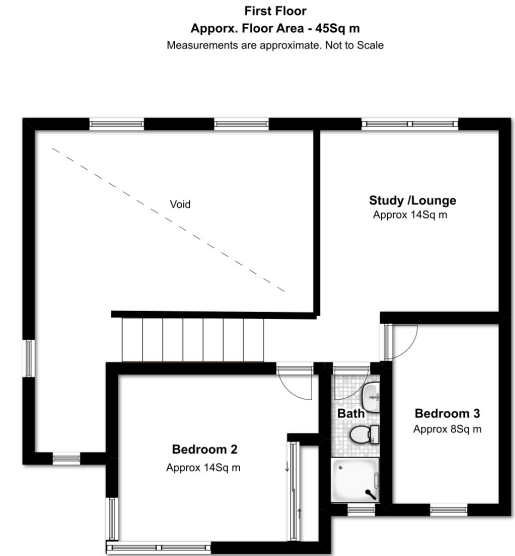 First Floor
Apporx. Floor Area - 45Sq m
Measurements are approximate. Not to Scale
Void
Study /Lounge
Approx 14Sq m
Bath
Bedroom 3
Approx 8Sq m
Bedroom 2
Approx 14Sq m